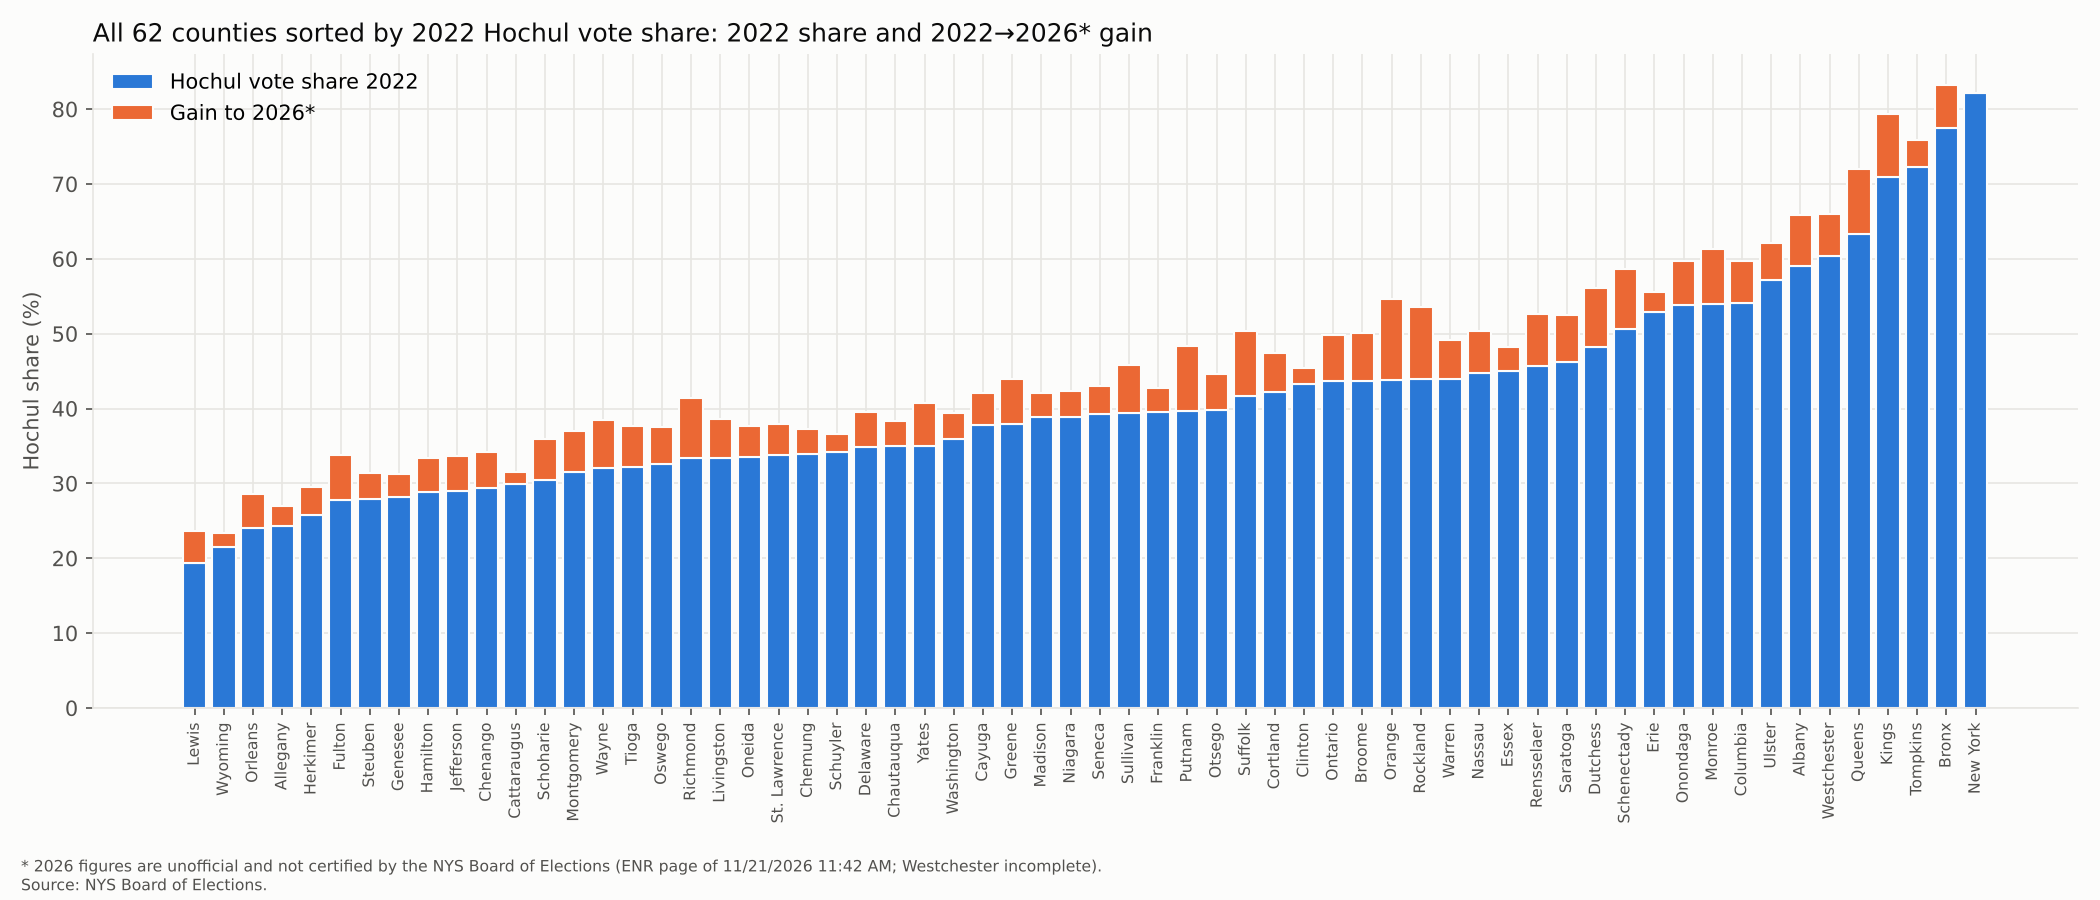 All 62 counties sorted by 2022 Hochul vote share: 2022 share and 2022→2026* gain
Hochul vote share 2022
Gain to 2026*
Hochul share (%)
80
70
60
50
40
30
20
10
0
Lewis
Wyoming
Orleans
Allegany
Herkimer
Fulton
Steuben
Genesee
Hamilton
Jefferson
Chenango
Cattaraugus
Schoharie
Montgomery
Wayne
Tioga
Oswego
Richmond
Livingston
Oneida
St. Lawrence
Chemung
Schuyler
Delaware
Chautauqua
Yates
Washington
Cayuga
Greene
Madison
Niagara
Seneca
Sullivan
Franklin
Putnam
Otsego
Suffolk
Cortland
Clinton
Ontario
Broome
Orange
Rockland
Warren
Nassau
Essex
Rensselaer
Saratoga
Dutchess
Schenectady
Erie
Onondaga
Monroe
Columbia
Ulster
Albany
Westchester
Queens
Kings
Tompkins
Bronx
New York
* 2026 figures are unofficial and not certified by the NYS Board of Elections (ENR page of 11/21/2026 11:42 AM; Westchester incomplete).
Source: NYS Board of Elections.